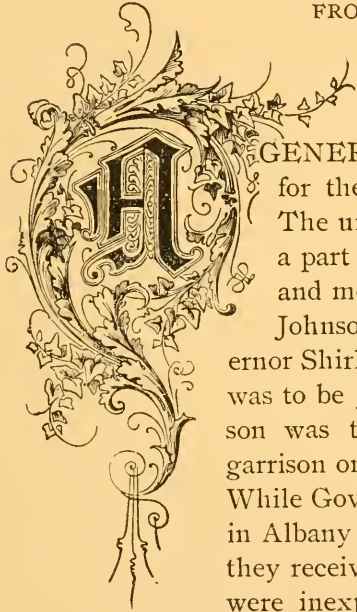 FRO
A GENER
for the
The u
a part
and m
Johnso
ernor Shirl
was to be
son was t
garrison or
While Gov
in Albany
they receiv
were inex